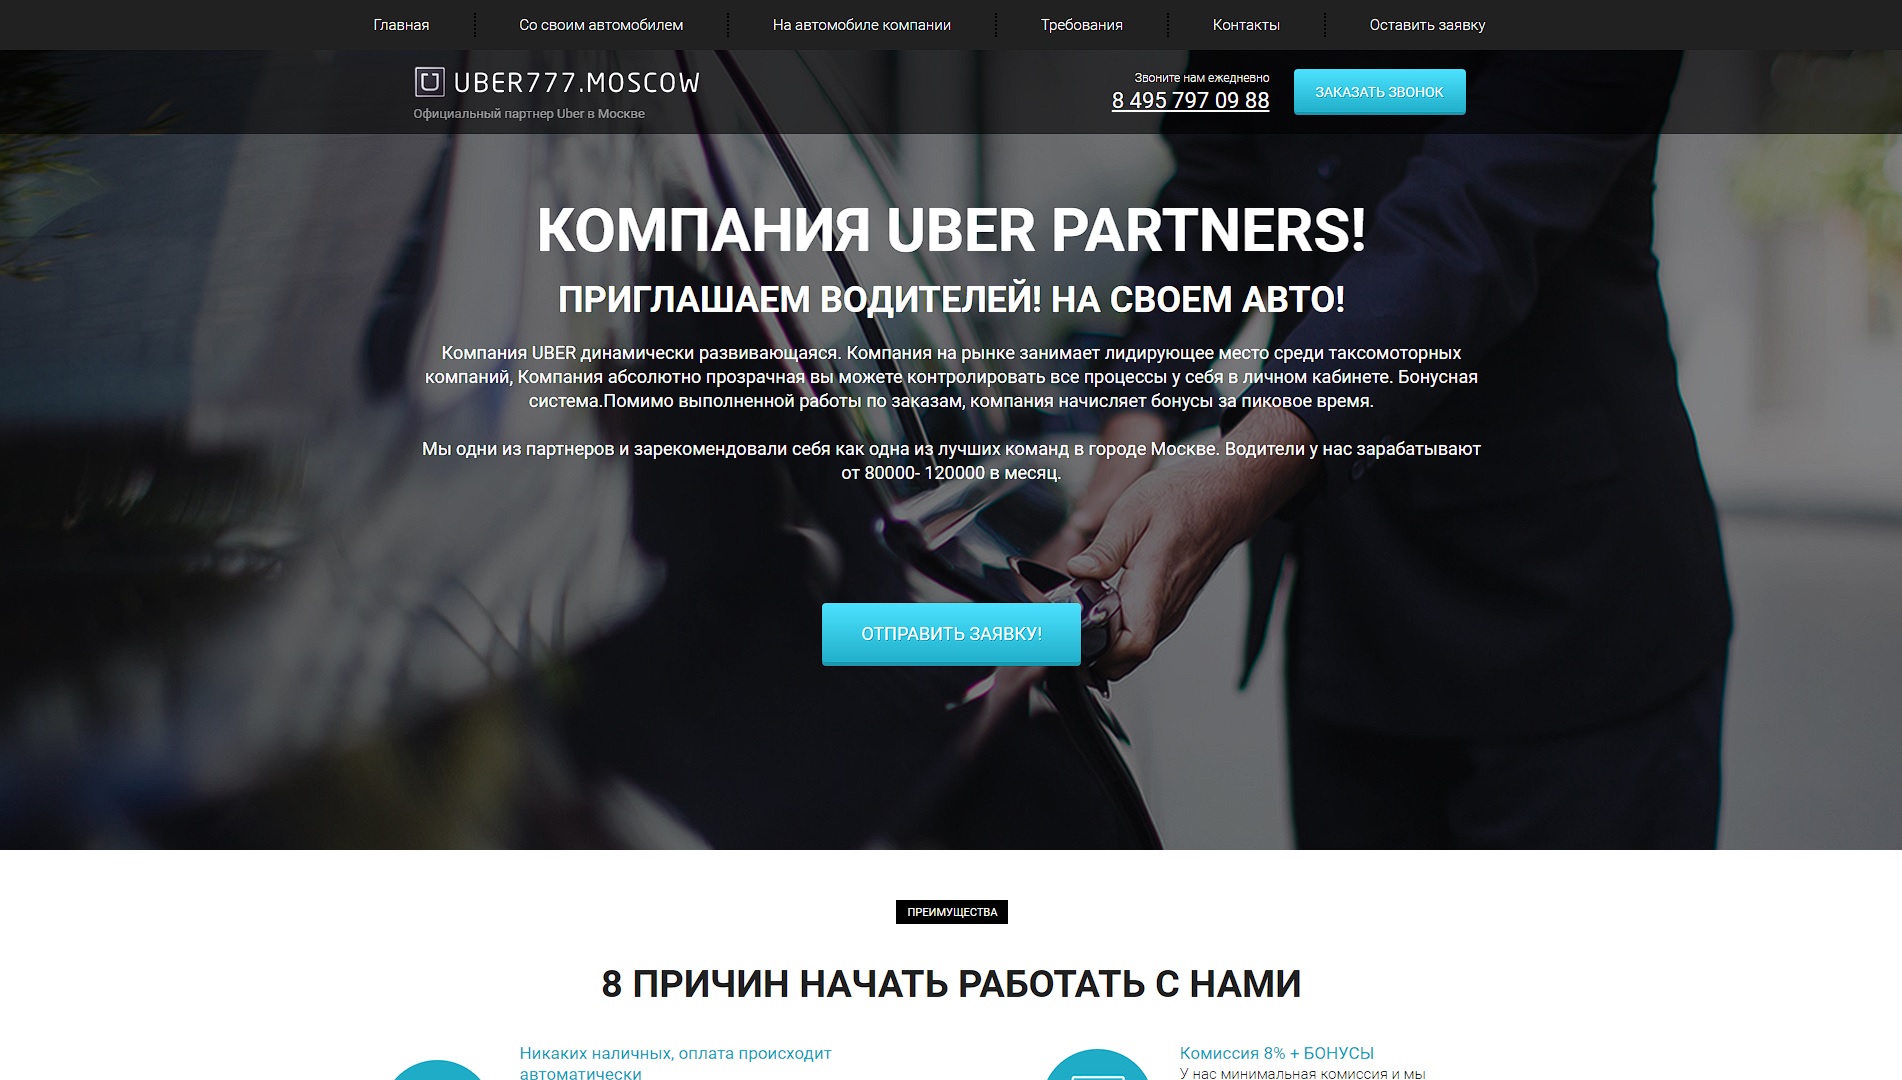 Главная
Со своим автомобилем
На автомобиле компании
Требования
Контакты
Оставить заявку
UBER777.MOSCOW
Официальный партнер Uber в Москве
Звоните нам ежедневно
8 495 797 09 88
ЗАКАЗАТЬ ЗВОНОК
КОМПАНИЯ UBER PARTNERS!
ПРИГЛАШАЕМ ВОДИТЕЛЕЙ! НА СВОЕМ АВТО!
Компания UBER динамически развивающаяся. Компания на рынке занимает лидирующее место среди таксомоторных
компаний, Компания абсолютно прозрачная вы можете контролировать все процессы у себя в личном кабинете. Бонусная
система.Помимо выполненной работы по заказам, компания начисляет бонусы за пиковое время.
Мы одни из партнеров и зарекомендовали себя как одна из лучших команд в городе Москве. Водители у нас зарабатывают
от 80000- 120000 в месяц.
ОТПРАВИТЬ ЗАЯВКУ!
ПРЕИМУЩЕСТВА
8 ПРИЧИН НАЧАТЬ РАБОТАТЬ С НАМИ
Никаких наличных, оплата происходит
автоматически
Комиссия 8% + БОНУСЫ
У нас минимальная комиссия и мы